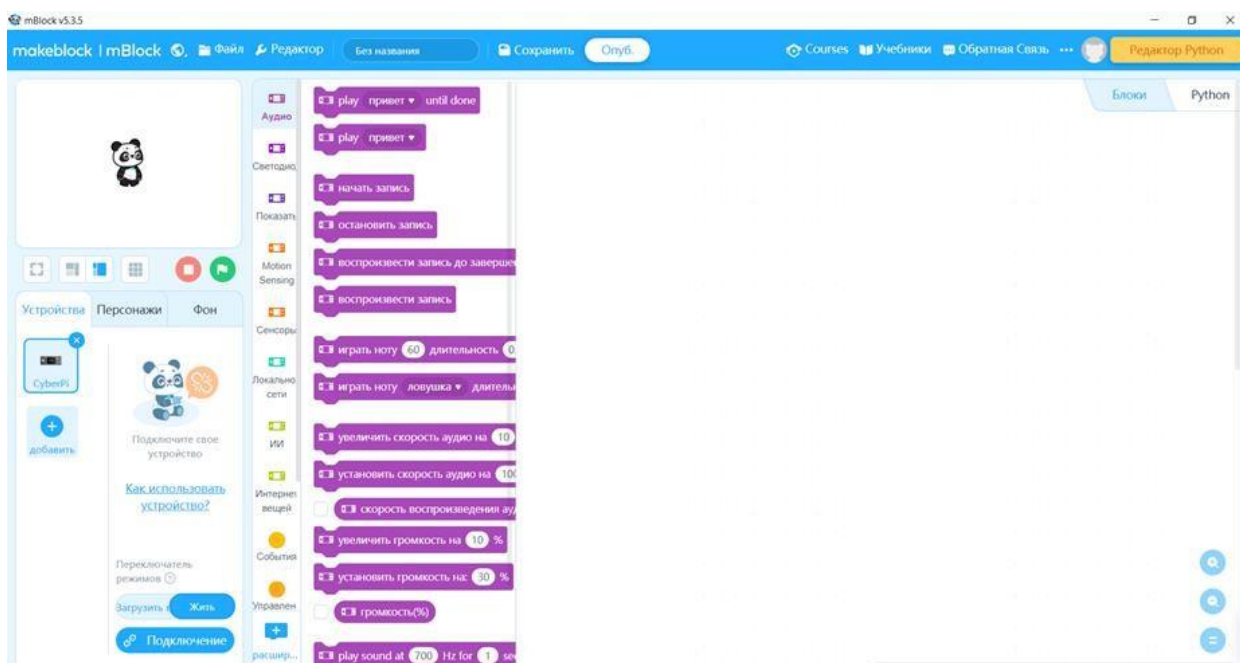 mBlock v5.3.5
makeblock | mBlock Файл Редактор Без названия Сохранить Опуб. Courses Учебники Обратная Связь ... Редактор Python
Блоки Python
Аудио
Светодио
Показать
Motion
Sensing
Сенсоры
Локально
сети
ИИ
Интернет
вещей
События
Управлен
расшир...
play привет until done
play привет
начать запись
остановить запись
воспроизвести запись до заверше
воспроизвести запись
играть ноту 60 длительность 0.
играть ноту ловушка длитель
увеличить скорость аудио на 10
установить скорость аудио на 100
скорость воспроизведения ау
увеличить громкость на 10 %
установить громкость на: 30 %
громкость(%)
play sound at 700 Hz for 1 se
Устройства Персонажи Фон
CyberPi
добавить
Подключите свое
устройство
Как использовать
устройство?
Переключатель
режимов ?
Загрузить Жить
Подключение